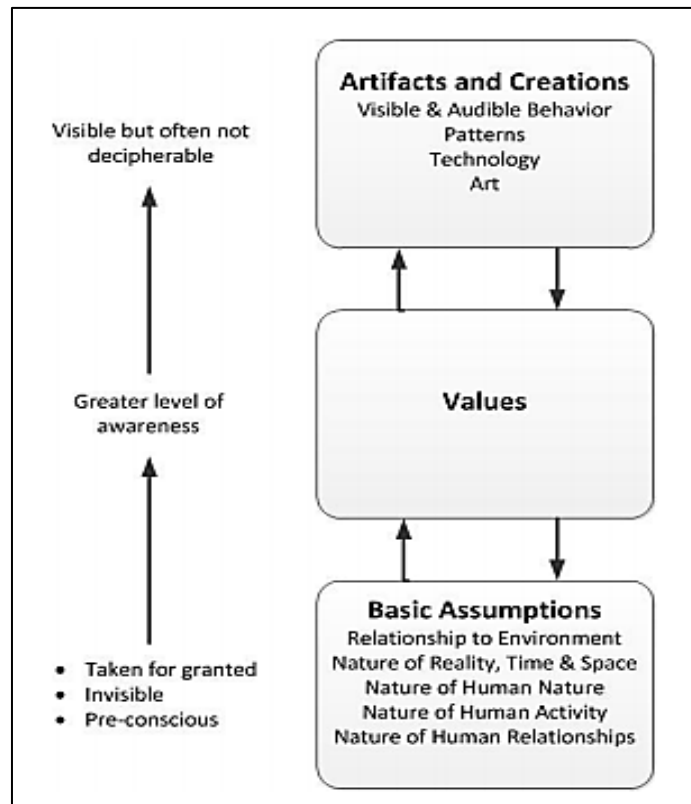 Artifacts and Creations
Visible & Audible Behavior
Patterns
Technology
Art
Visible but often not
decipherable
Values
Greater level of
awareness
Basic Assumptions
Relationship to Environment
Nature of Reality, Time & Space
Nature of Human Nature
Nature of Human Activity
Nature of Human Relationships
• Taken for granted
• Invisible
• Pre-conscious